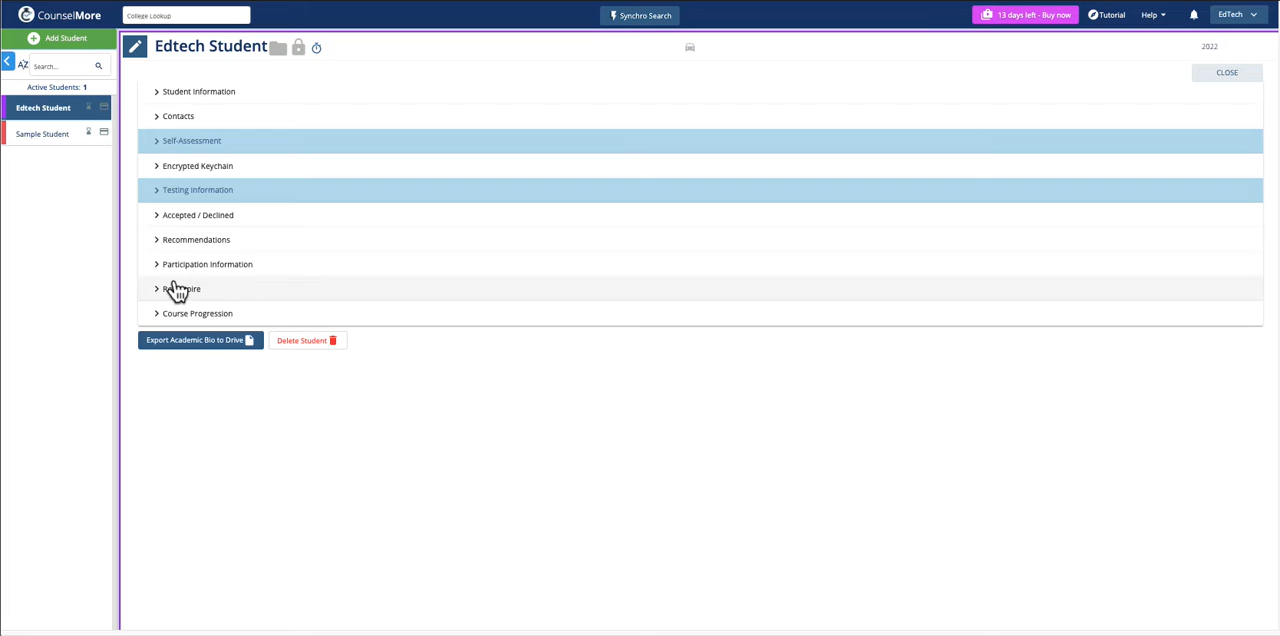 CounselMore
College Lookup
Synchro Search
13 days left - Buy now
Tutorial
Help
EdTech
Add Student
Search...
Active Students: 1
Edtech Student
Sample Student
Edtech Student
2022
CLOSE
Student Information
Contacts
Self-Assessment
Encrypted Keychain
Testing Information
Accepted / Declined
Recommendations
Participation Information
Course Progression
Export Academic Bio to Drive
Delete Student